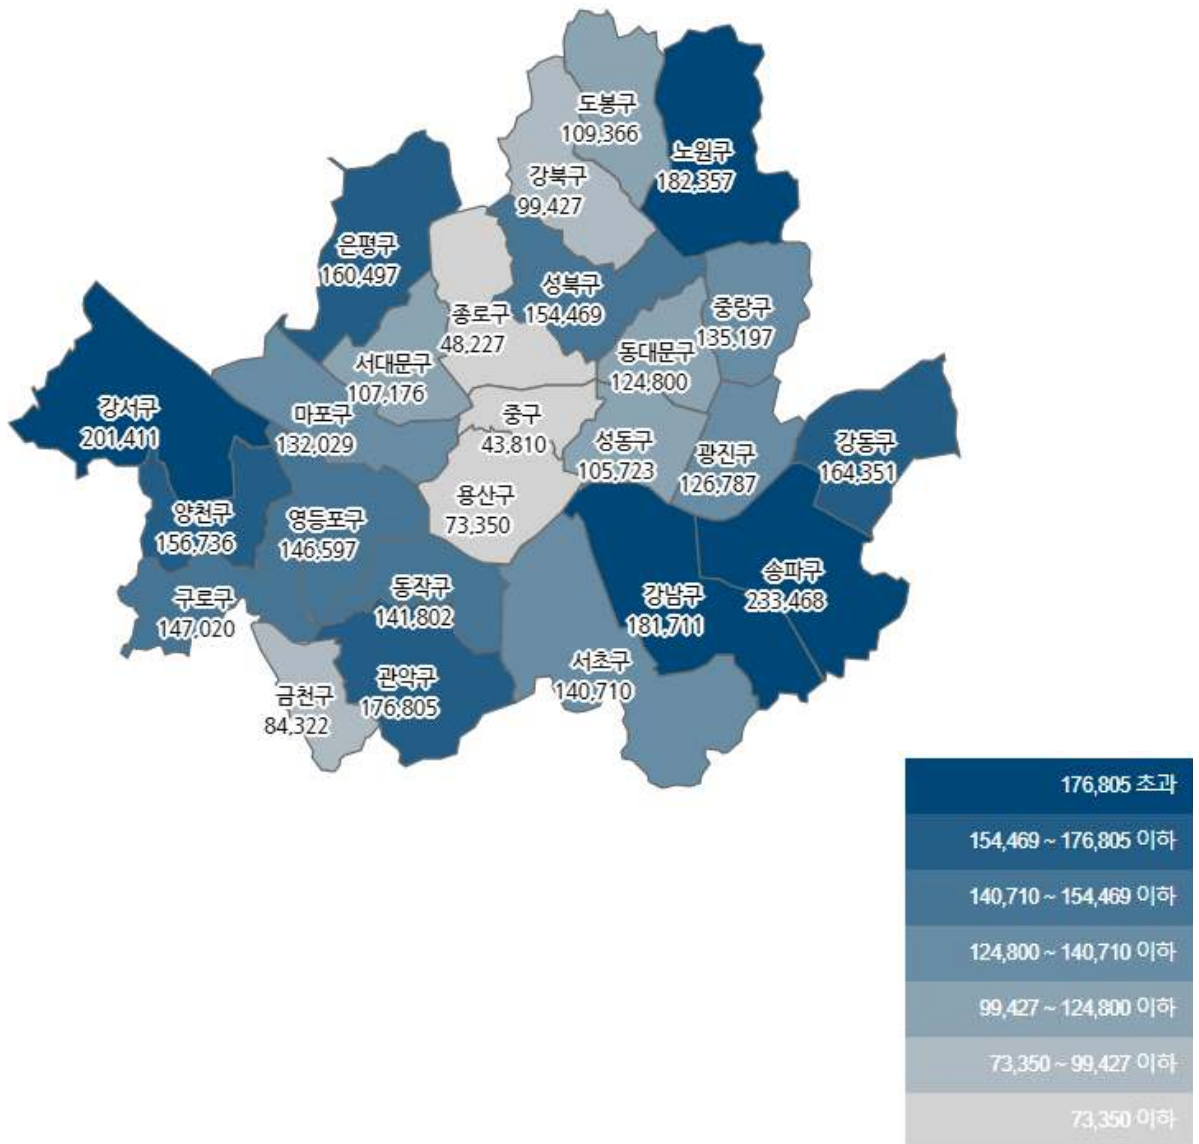 도봉구
109,366
노원구
182,357
강북구
99,427
은평구
160,497
성북구
154,469
중랑구
135,197
종로구
48,227
동대문구
124,800
서대문구
107,176
강서구
201,411
마포구
132,029
중구
43,810
성동구
105,723
광진구
126,787
강동구
164,351
용산구
73,350
양천구
156,736
영등포구
146,597
구로구
147,020
동작구
141,802
강남구
181,711
송파구
233,468
서초구
140,710
관악구
176,805
금천구
84,322
176,805 초과
154,469 ~ 176,805 이하
140,710 ~ 154,469 이하
124,800 ~ 140,710 이하
99,427 ~ 124,800 이하
73,350 ~ 99,427 이하
73,350 이하